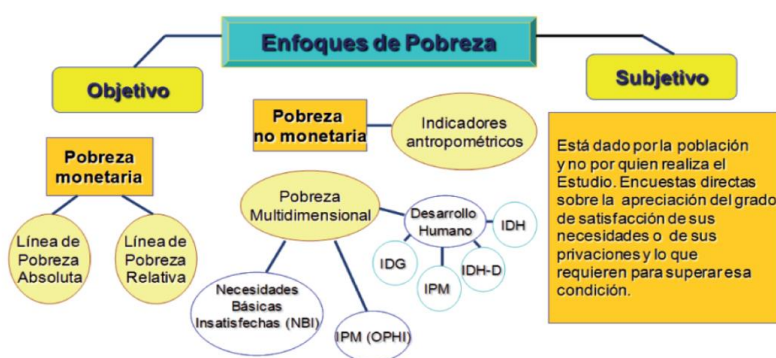 Enfoques de Pobreza
Objetivo
Subjetivo
Pobreza
monetaria
Línea de
Pobreza
Absoluta
Línea de
Pobreza
Relativa
Pobreza
no monetaria
Indicadores
antropométricos
Pobreza
Multidimensional
Desarrollo
Humano
IDH
IDG
IPM
IDH-D
Necesidades
Básicas
Insatisfechas (NBI)
IPM (OPHI)
Está dado por la población
y no por quien realiza el
Estudio. Encuestas directas
sobre la apreciación del grado
de satisfacción de sus
necesidades o de sus
privaciones y lo que
requieren para superar esa
condición.